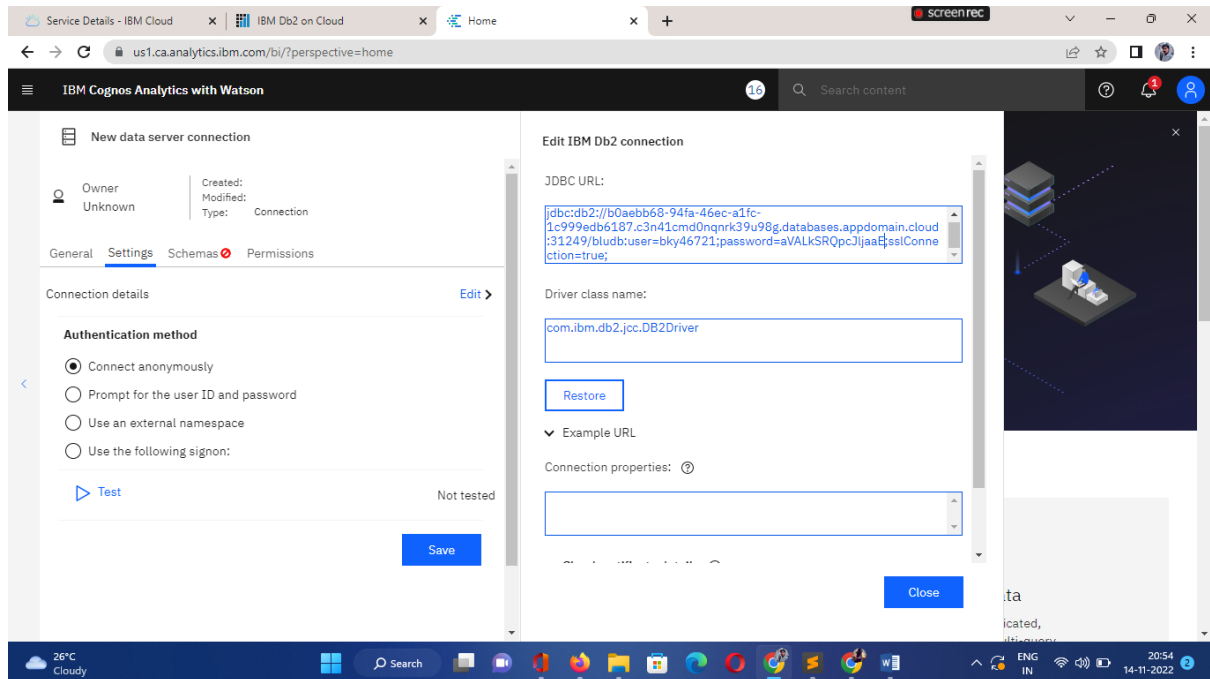 Service Details - IBM Cloud
IBM Db2 on Cloud
Home
screenrec
us1.ca.analytics.ibm.com/bi/?perspective=home
IBM Cognos Analytics with Watson
16
Search content
1
New data server connection
Owner
Unknown
Created:
Modified:
Type: Connection
General Settings Schemas Permissions
Connection details
Edit
Authentication method
Connect anonymously
Prompt for the user ID and password
Use an external namespace
Use the following signon:
Test
Not tested
Save
Edit IBM Db2 connection
JDBC URL:
jdbc:db2://b0aebb68-94fa-46ec-a1fc-
1c999edb6187.c3n41cmd0nqnrk39u98g.databases.appdomain.cloud
:31249/bludb:user=bky46721;password=aVALkSRQpcJljaaE;sslConne
ction=true;
Driver class name:
com.ibm.db2.jcc.DB2Driver
Restore
Example URL
Connection properties:
Close
ta
icated,
26°C
Cloudy
Search
ENG
IN
20:54
14-11-2022
2